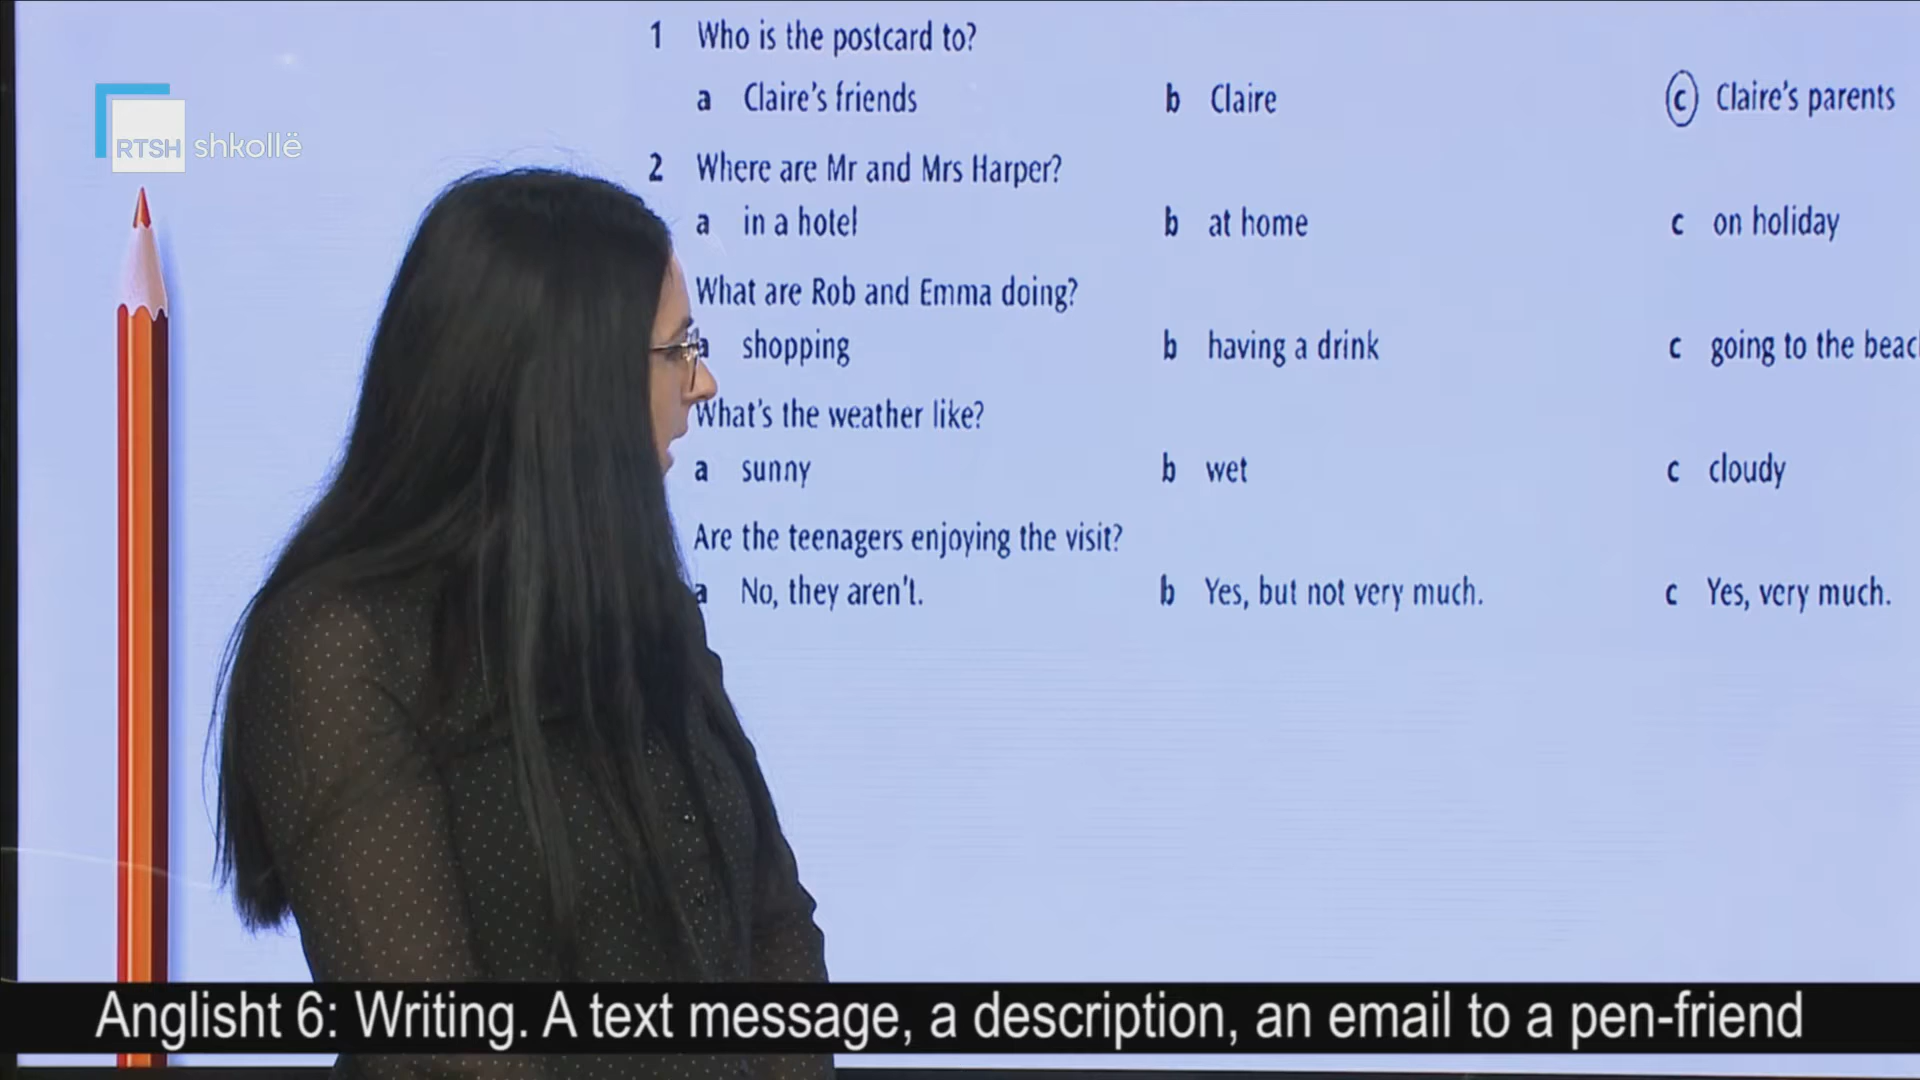 1 Who is the postcard to?
a Claire's friends b Claire c Claire's parents
RTSH shkollë
2 Where are Mr and Mrs Harper?
a in a hotel b at home c on holiday
What are Rob and Emma doing?
a shopping b having a drink c going to the
What's the weather like?
a sunny b wet c cloudy
Are the teenagers enjoying the visit?
a No, they aren't. b Yes, but not very much. c Yes, very much.
Anglisht 6: Writing. A text message, a description, an email to a pen-friend